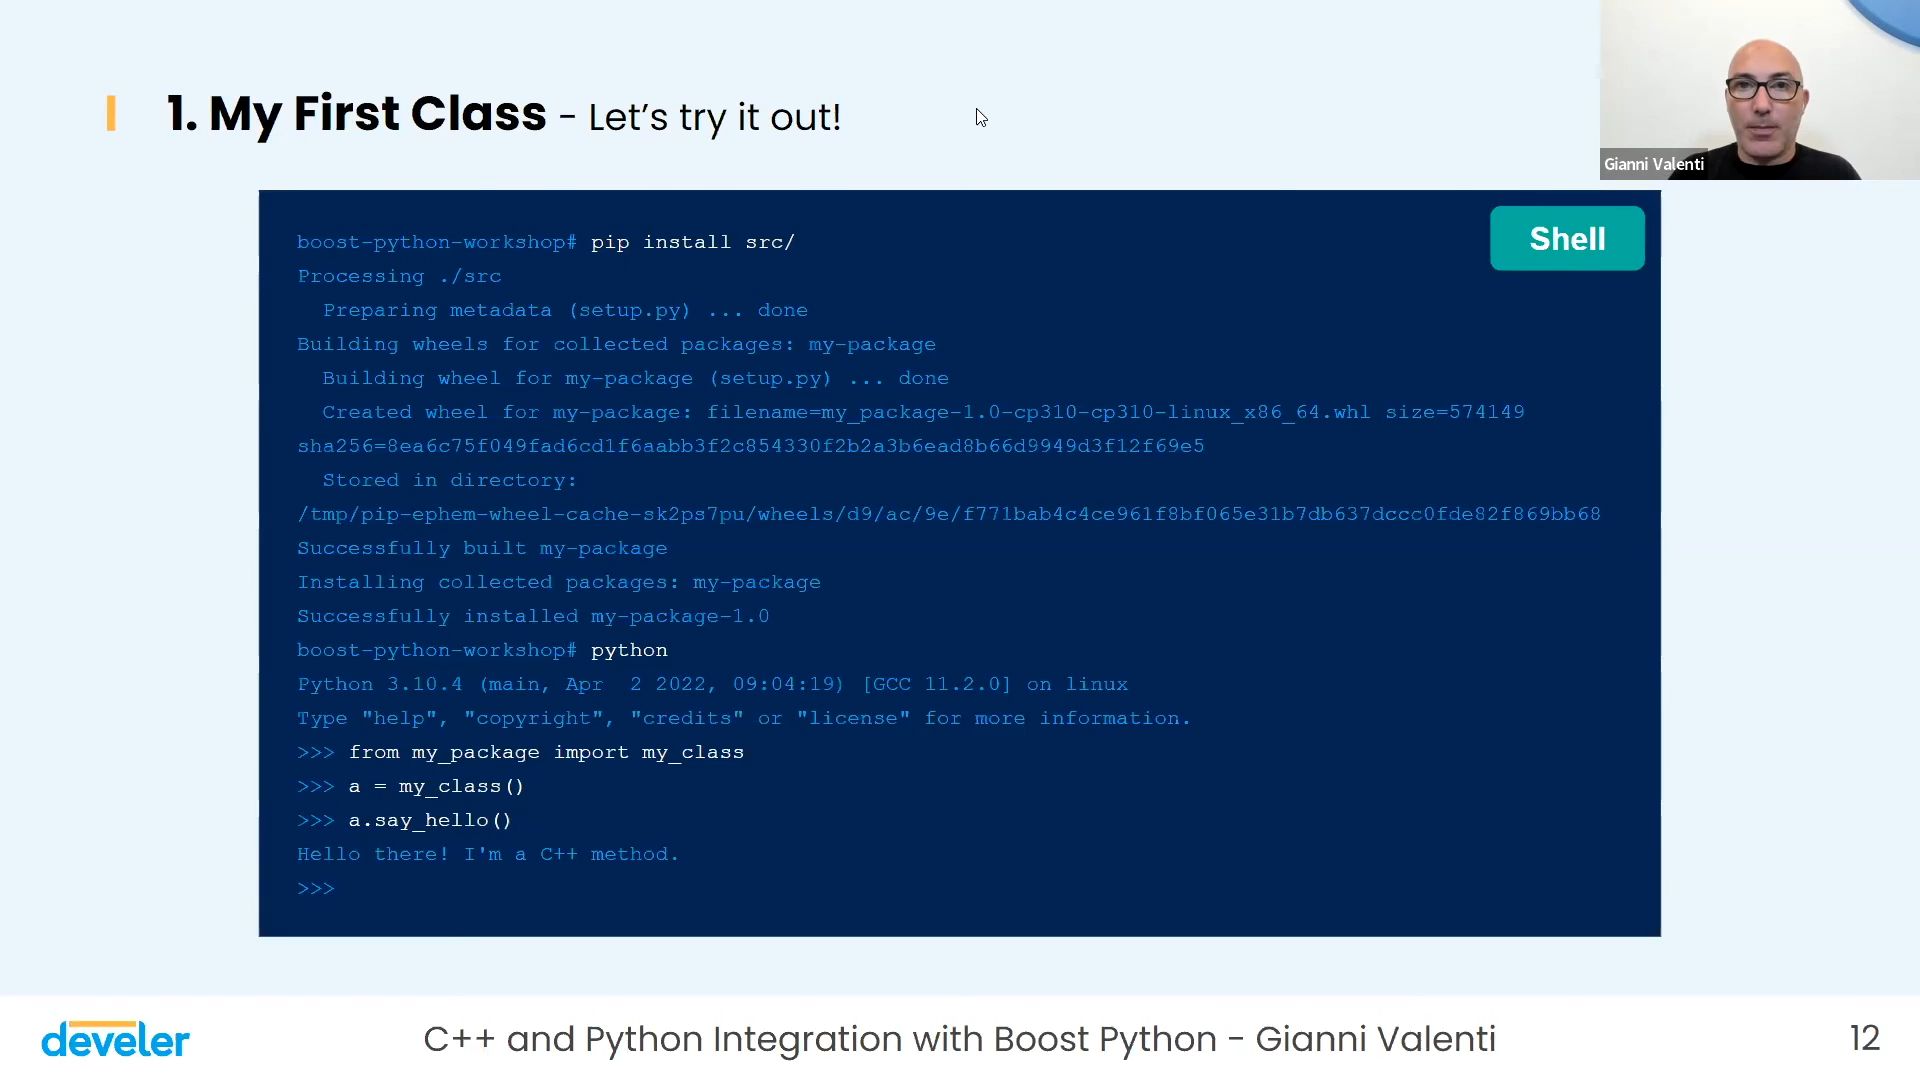 1. My First Class - Let's try it out!
Gianni Valenti
Shell
boost-python-workshop# pip install src/
Processing ./src
Preparing metadata (setup.py) ... done
Building wheels for collected packages: my-package
Building wheel for my-package (setup.py) ... done
Created wheel for my-package: filename=my_package-1.0-cp310-cp310-linux_x86_64.whl size=574149
sha256=8ea6c75f049fad6cd1f6aabb3f2c854330f2b2a3b6ead8b66d9949d3f12f69e5
Stored in directory:
/tmp/pip-ephem-wheel-cache-sk2ps7pu/wheels/d9/ac/9e/f771bab4c4ce961f8bf065e31b7db637dccc0fde82f869bb68
Successfully built my-package
Installing collected packages: my-package
Successfully installed my-package-1.0
boost-python-workshop# python
Python 3.10.4 (main, Apr  2 2022, 09:04:19) [GCC 11.2.0] on linux
Type "help", "copyright", "credits" or "license" for more information.
>>> from my_package import my_class
>>> a = my_class()
>>> a.say_hello()
Hello there! I'm a C++ method.
>>>
develer
C++ and Python Integration with Boost Python - Gianni Valenti
12